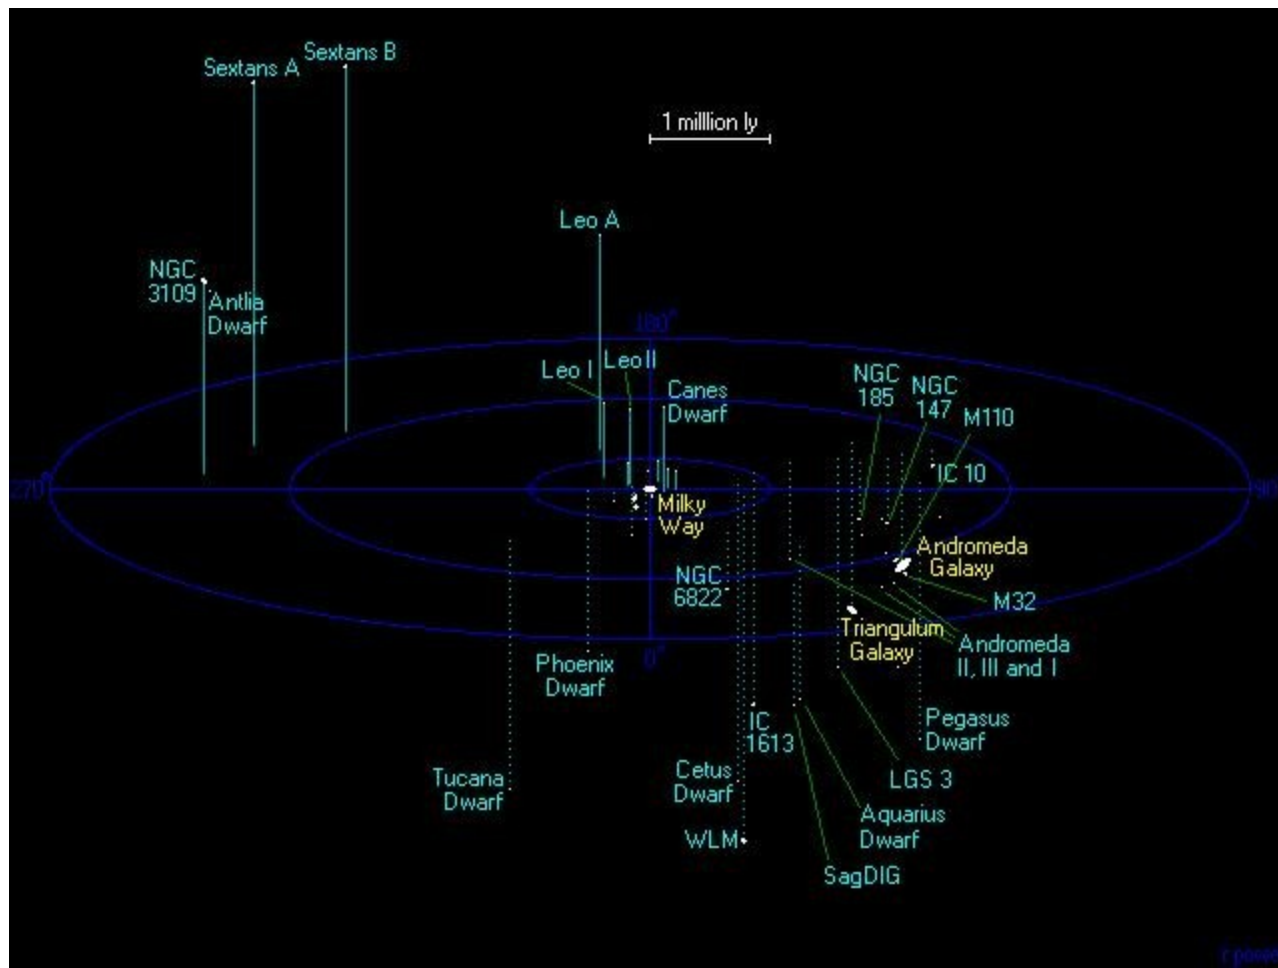 Sextans B
Sextans A
1 milllion ly
Leo A
NGC
3109
Antlia
Dwarf
180°
Leo I
Leo II
Canes
Dwarf
NGC
185
NGC
147
M110
IC 10
270°
90°
Milky
Way
Andromeda
Galaxy
NGC
6822
M32
Triangulum
Galaxy
Andromeda
II, III and I
0°
Phoenix
Dwarf
IC
1613
Pegasus
Dwarf
Tucana
Dwarf
Cetus
Dwarf
LGS 3
Aquarius
Dwarf
WLM
SagDIG